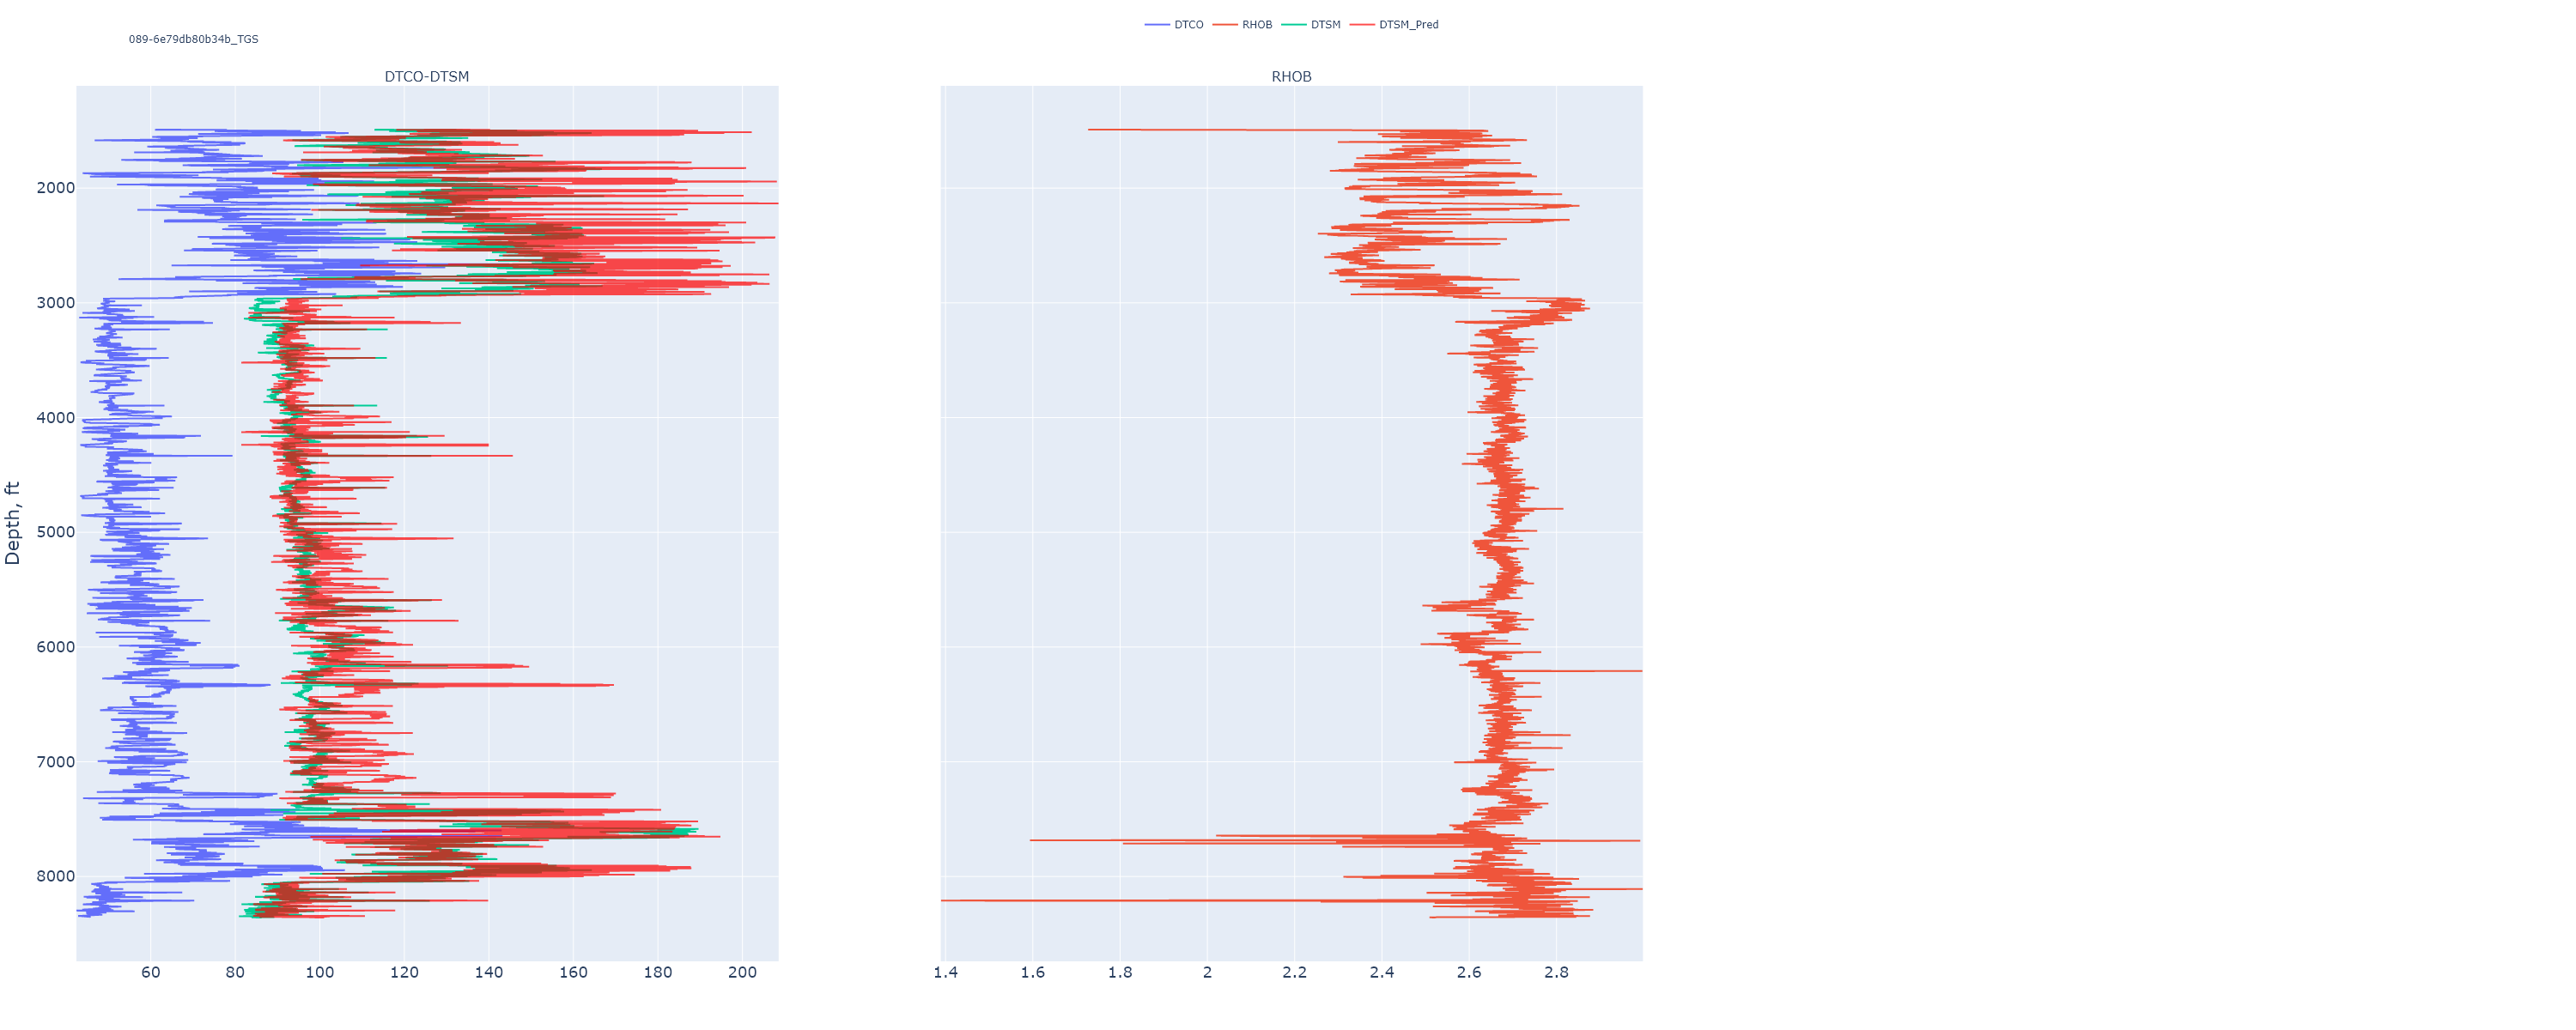 DTCO RHOB DTSM DTSM_Pred
089-6e79db80b34b_TGS
DTCO-DTSM RHOB
2000
3000
4000
5000
6000
7000
8000
Depth, ft
60 80 100 120 140 160 180 200
1.4 1.6 1.8 2 2.2 2.4 2.6 2.8